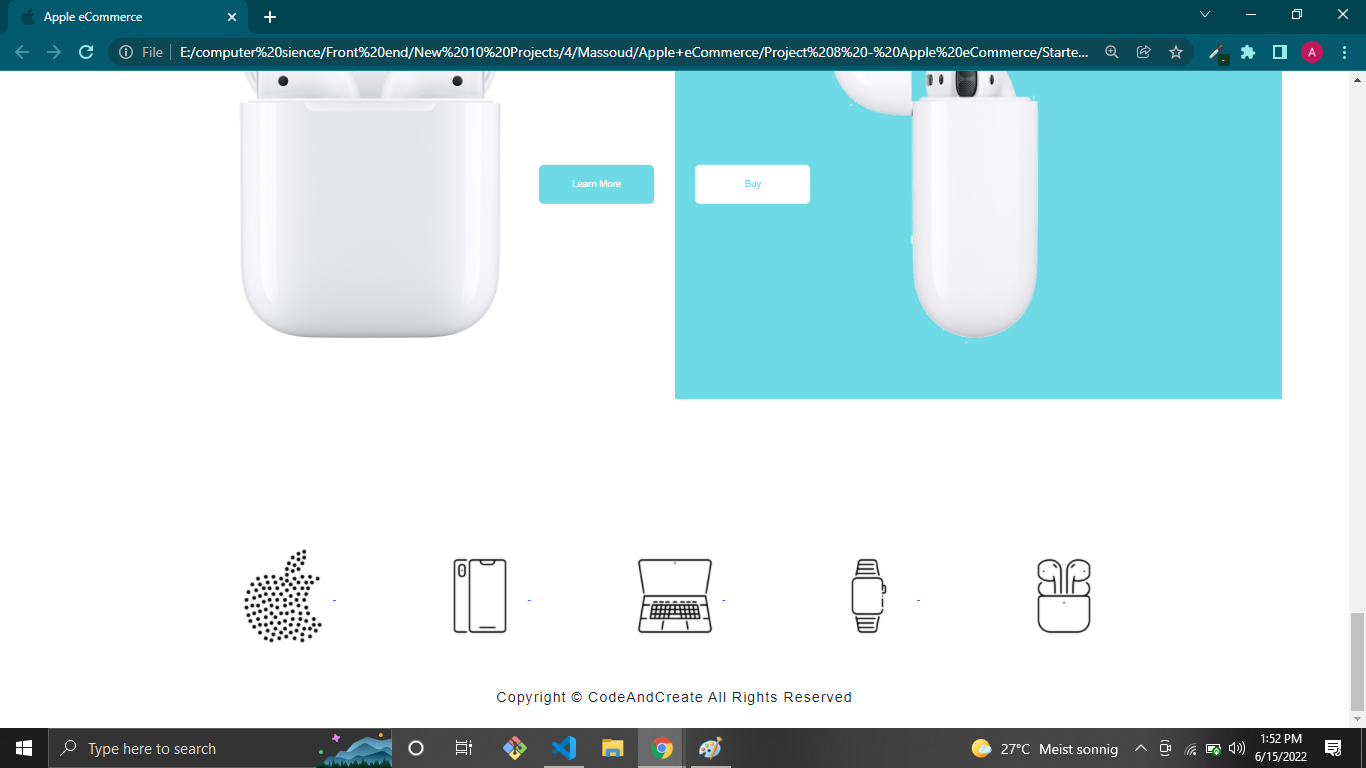 Apple eCommerce
File
E:/computer%20sience/Front%20end/New%2010%20Projects/4/Massoud/Apple+eCommerce/Project%208%20-%20Apple%20eCommerce/Starte...
A
Learn More
Buy
Copyright © CodeAndCreate All Rights Reserved
Type here to search
27°C Meist sonnig
1:52 PM
6/15/2022